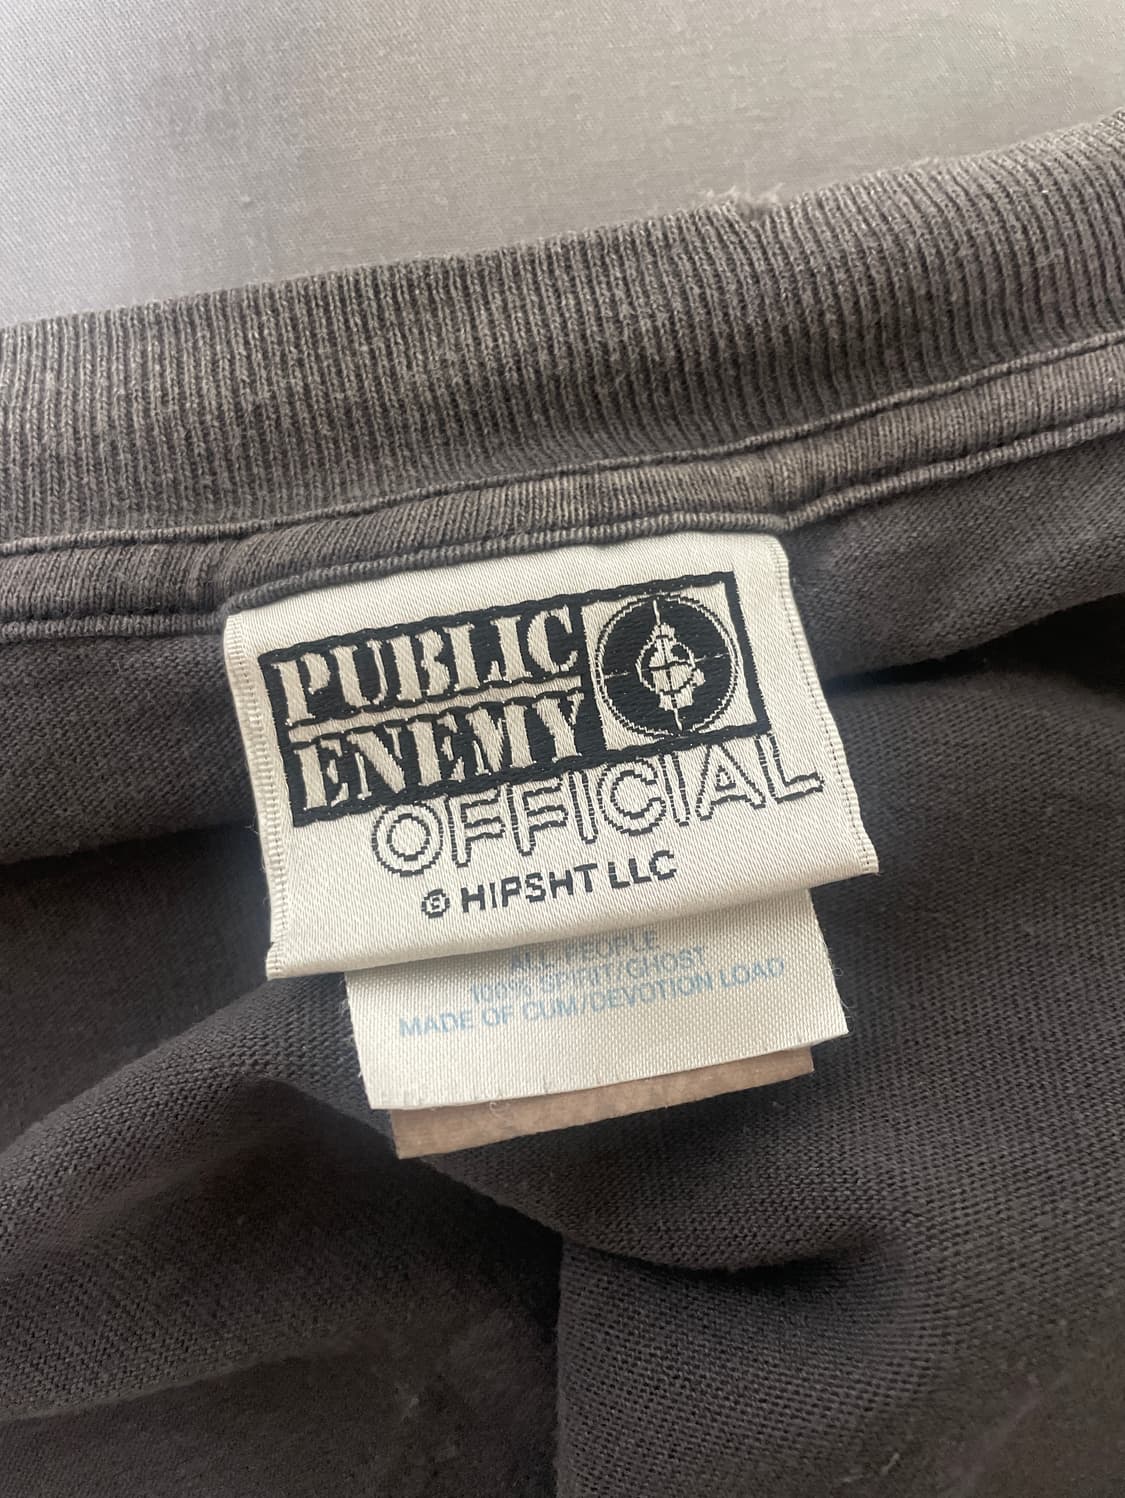 PUBLIC
ENEMY
OFFICIAL
© HIPSHT LLC
ALL PEOPLE
100% SPIRIT/GHOST
MADE OF CUM/DEVOTION LOAD